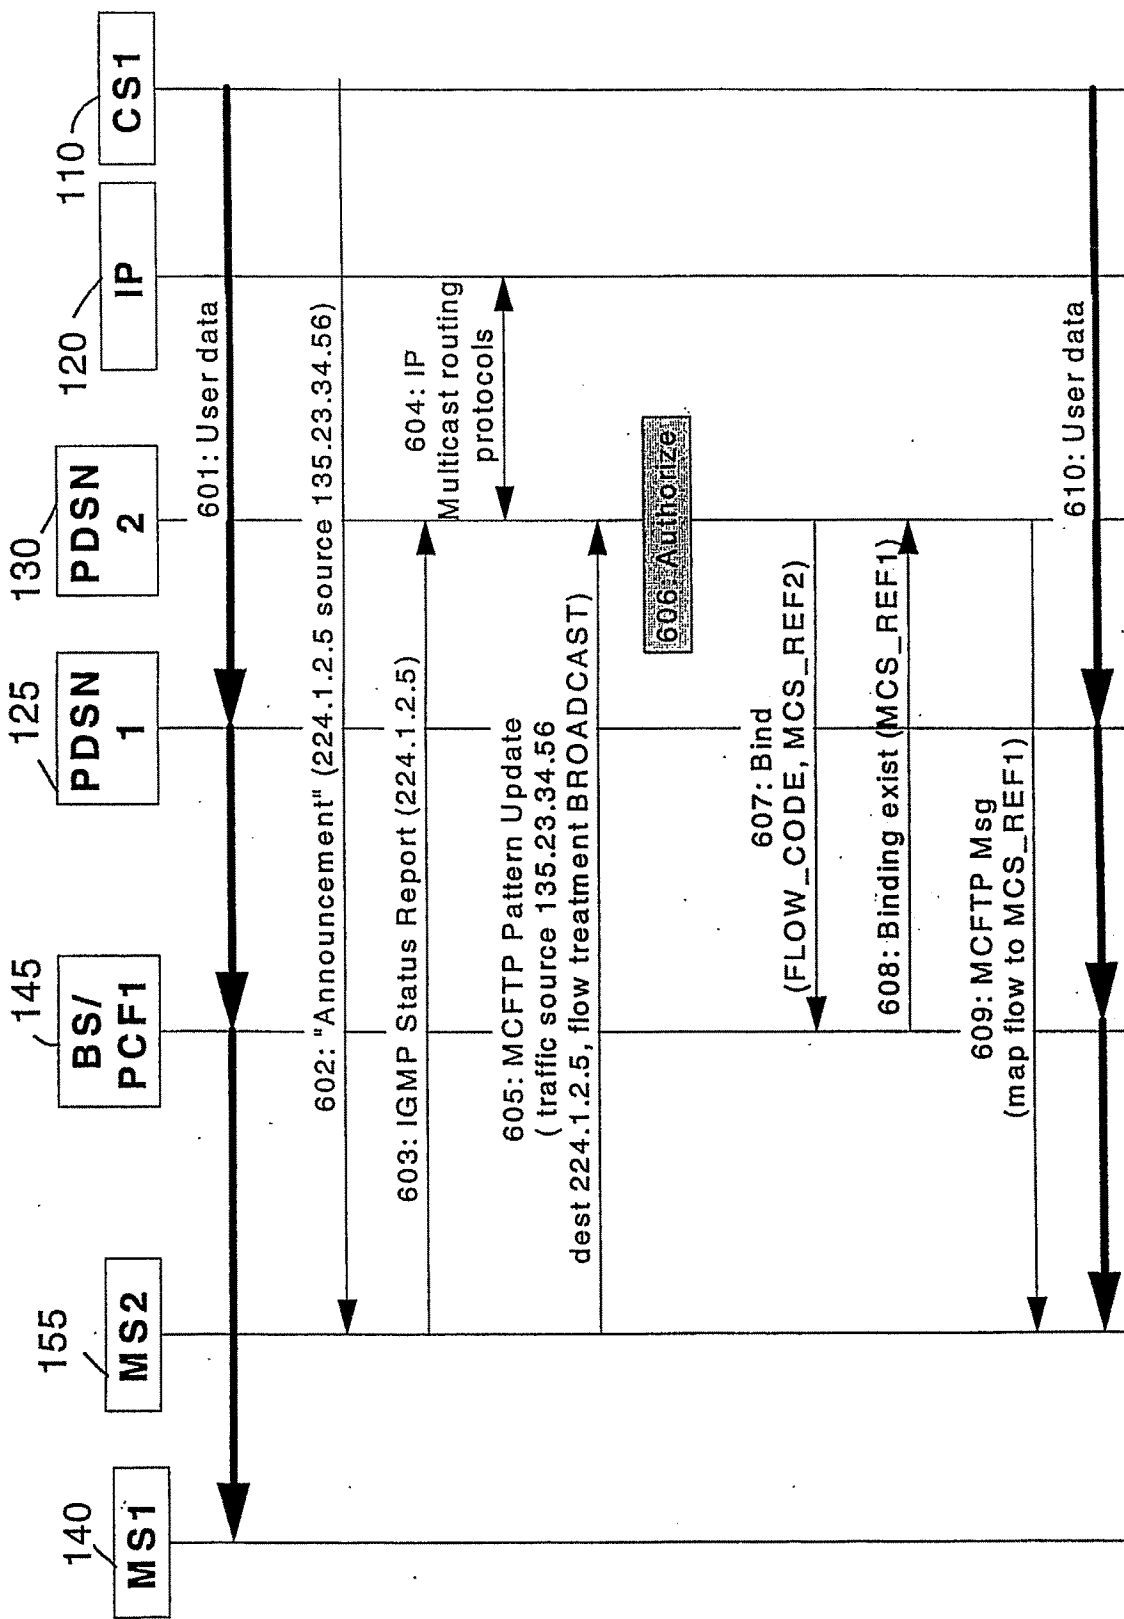 140
MS1
155
MS2
145
BS/
PCF1
125
PDSN
1
130
PDSN
2
120
IP
110
CS1
601: User data
602: "Announcement" (224.1.2.5 source 135.23.34.56)
603: IGMP Status Report (224.1.2.5)
604: IP
Multicast routing
protocols
605: MCFTP Pattern Update
( traffic source 135.23.34.56
dest 224.1.2.5, flow treatment BROADCAST)
606: Authorize
607: Bind
(FLOW_CODE, MCS_REF2)
608: Binding exist (MCS_REF1)
609: MCFTP Msg
(map flow to MCS_REF1)
610: User data